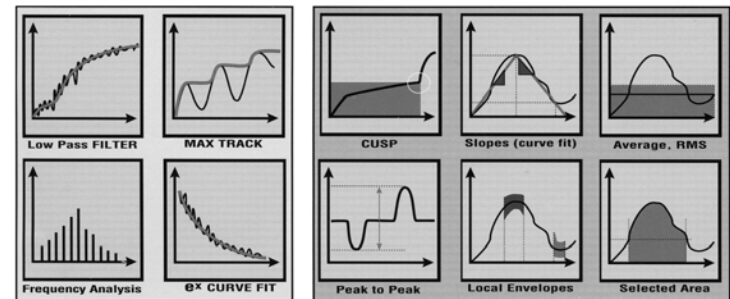 Low Pass FILTER
MAX TRACK
Frequency Analysis
eˣ CURVE FIT
CUSP
Slopes (curve fit)
Average, RMS
Peak to Peak
Local Envelopes
Selected Area